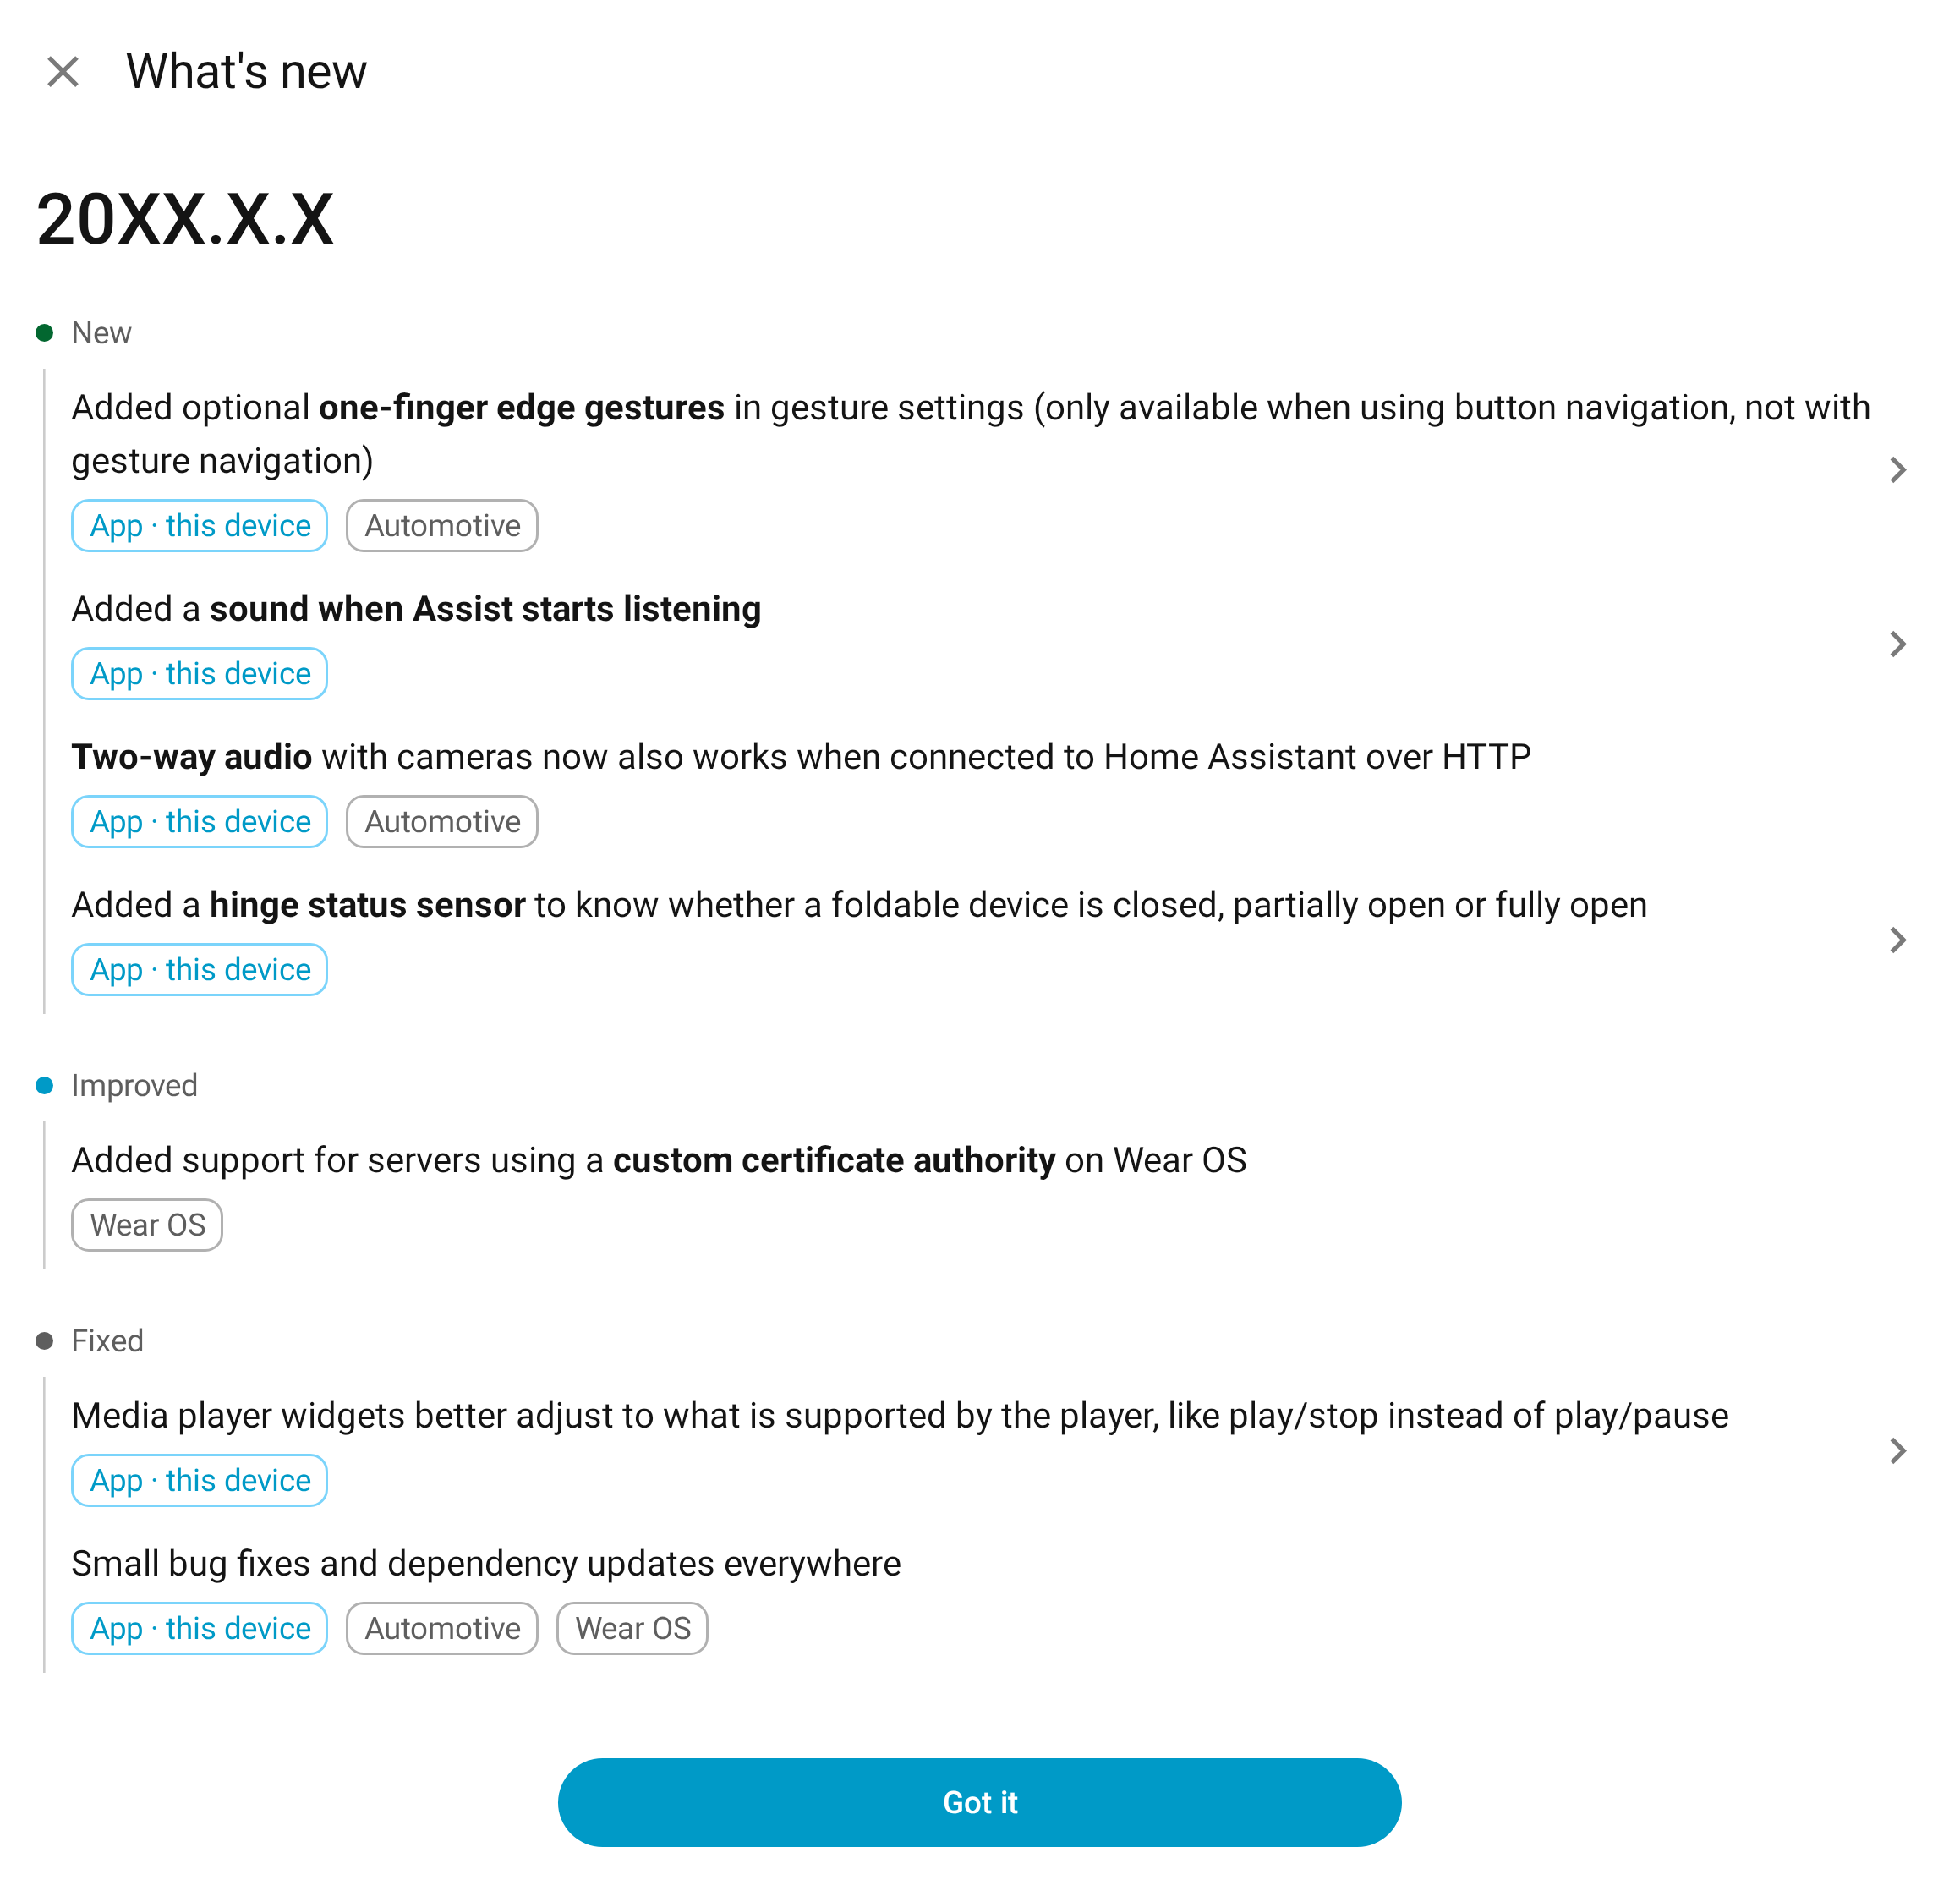 What's new
20XX.X.X
New
Added optional one-finger edge gestures in gesture settings (only available when using button navigation, not with
gesture navigation)
App · this device Automotive
Added a sound when Assist starts listening
App · this device
Two-way audio with cameras now also works when connected to Home Assistant over HTTP
App · this device Automotive
Added a hinge status sensor to know whether a foldable device is closed, partially open or fully open
App · this device
Improved
Added support for servers using a custom certificate authority on Wear OS
Wear OS
Fixed
Media player widgets better adjust to what is supported by the player, like play/stop instead of play/pause
App · this device
Small bug fixes and dependency updates everywhere
App · this device Automotive Wear OS
Got it